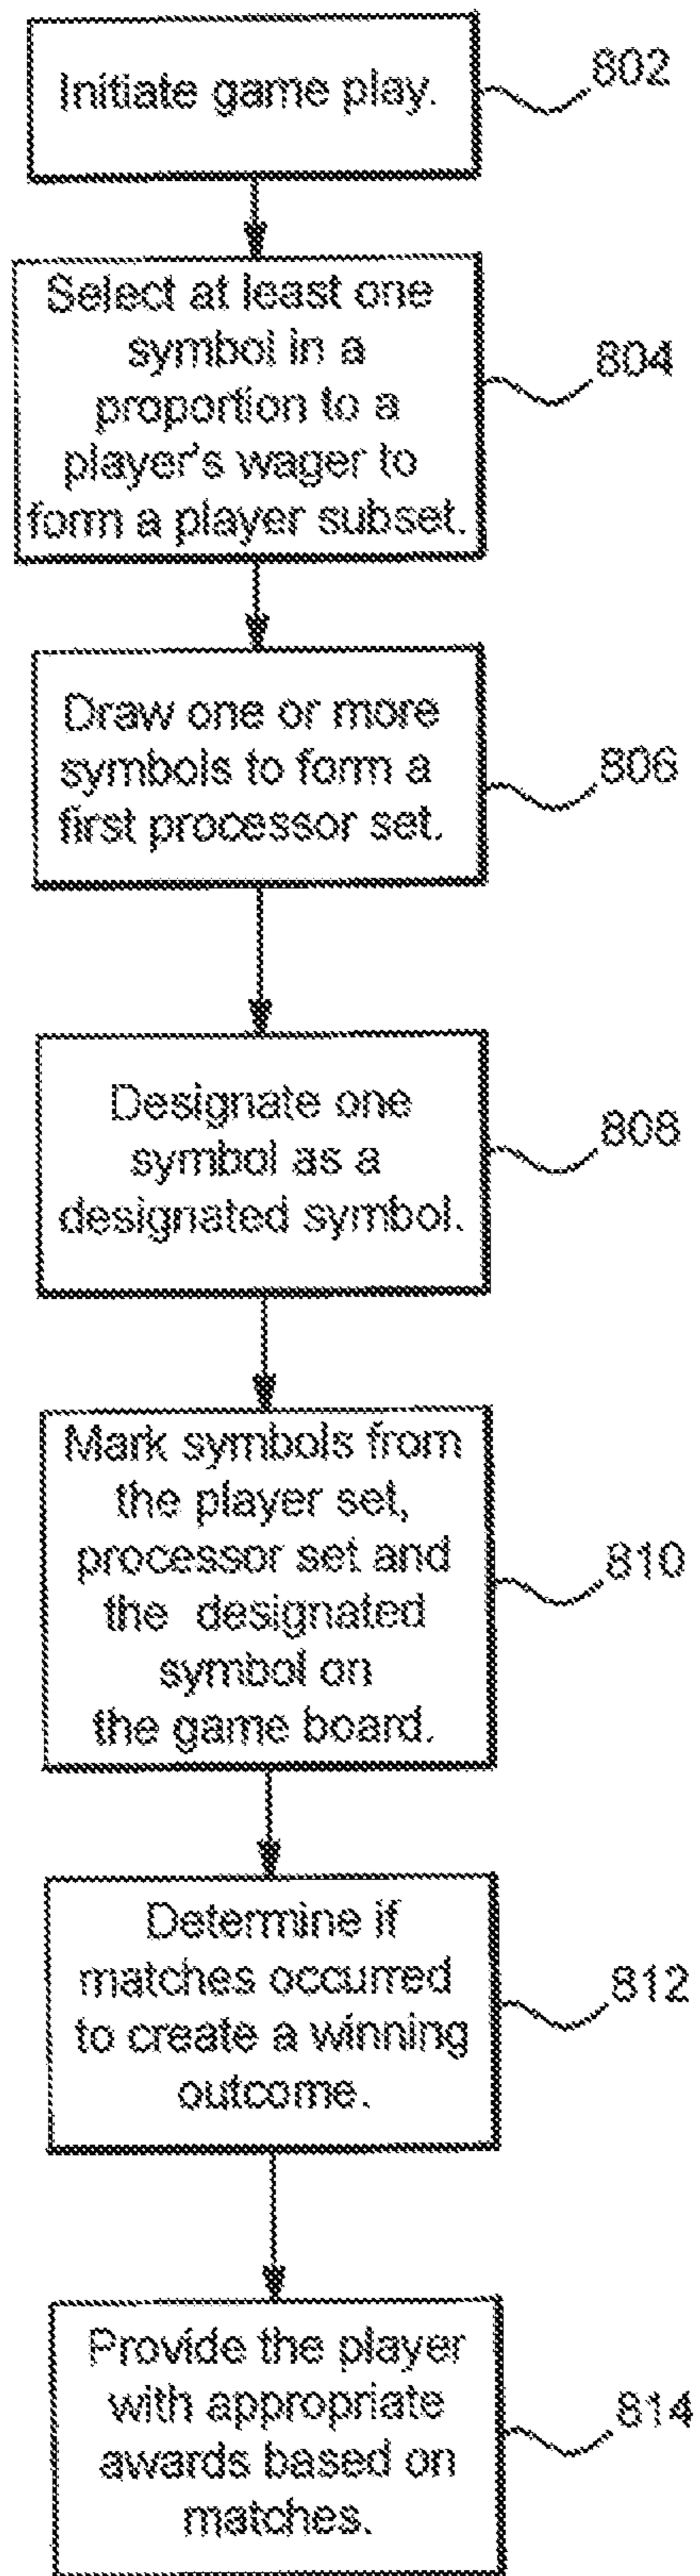 Initiate game play.
802
Select at least one
symbol in a
proportion to a
player's wager to
form a player subset.
804
Draw one or more
symbols to form a
first processor set.
806
Designate one
symbol as a
designated symbol.
808
Mark symbols from
the player set,
processor set and
the designated
symbol on
the game board.
810
Determine if
matches occurred
to create a winning
outcome.
812
Provide the player
with appropriate
awards based on
matches.
814